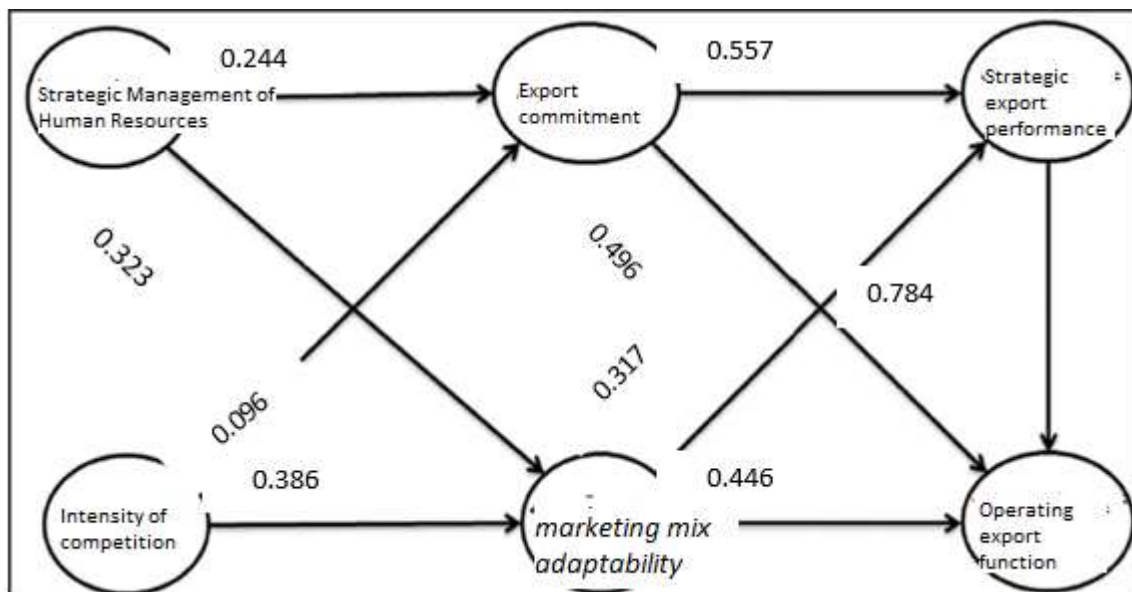 0.244
0.557
Strategic Management of
Human Resources
Export
commitment
Strategic
export
performance
0.323
0.496
0.784
0.317
0.096
0.386
0.446
Intensity of
competition
marketing mix
adaptability
Operating
export
function